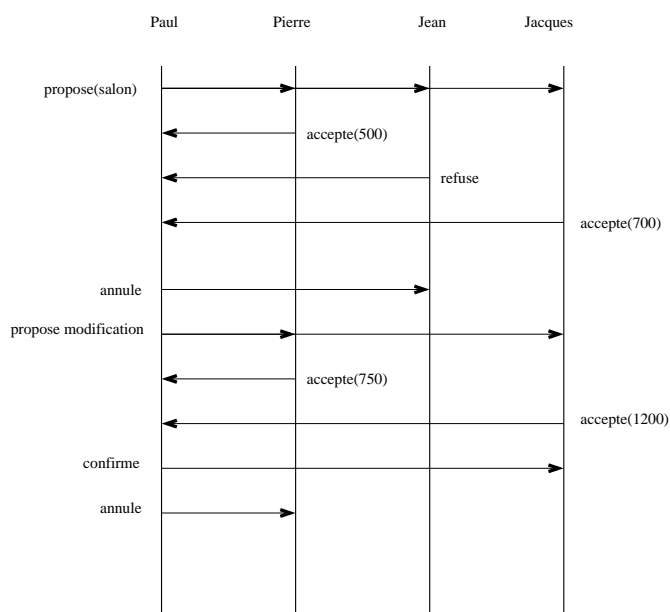 Paul Pierre Jean Jacques
propose(salon)
accepte(500)
refuse
accepte(700)
annule
propose modification
accepte(750)
accepte(1200)
confirme
annule